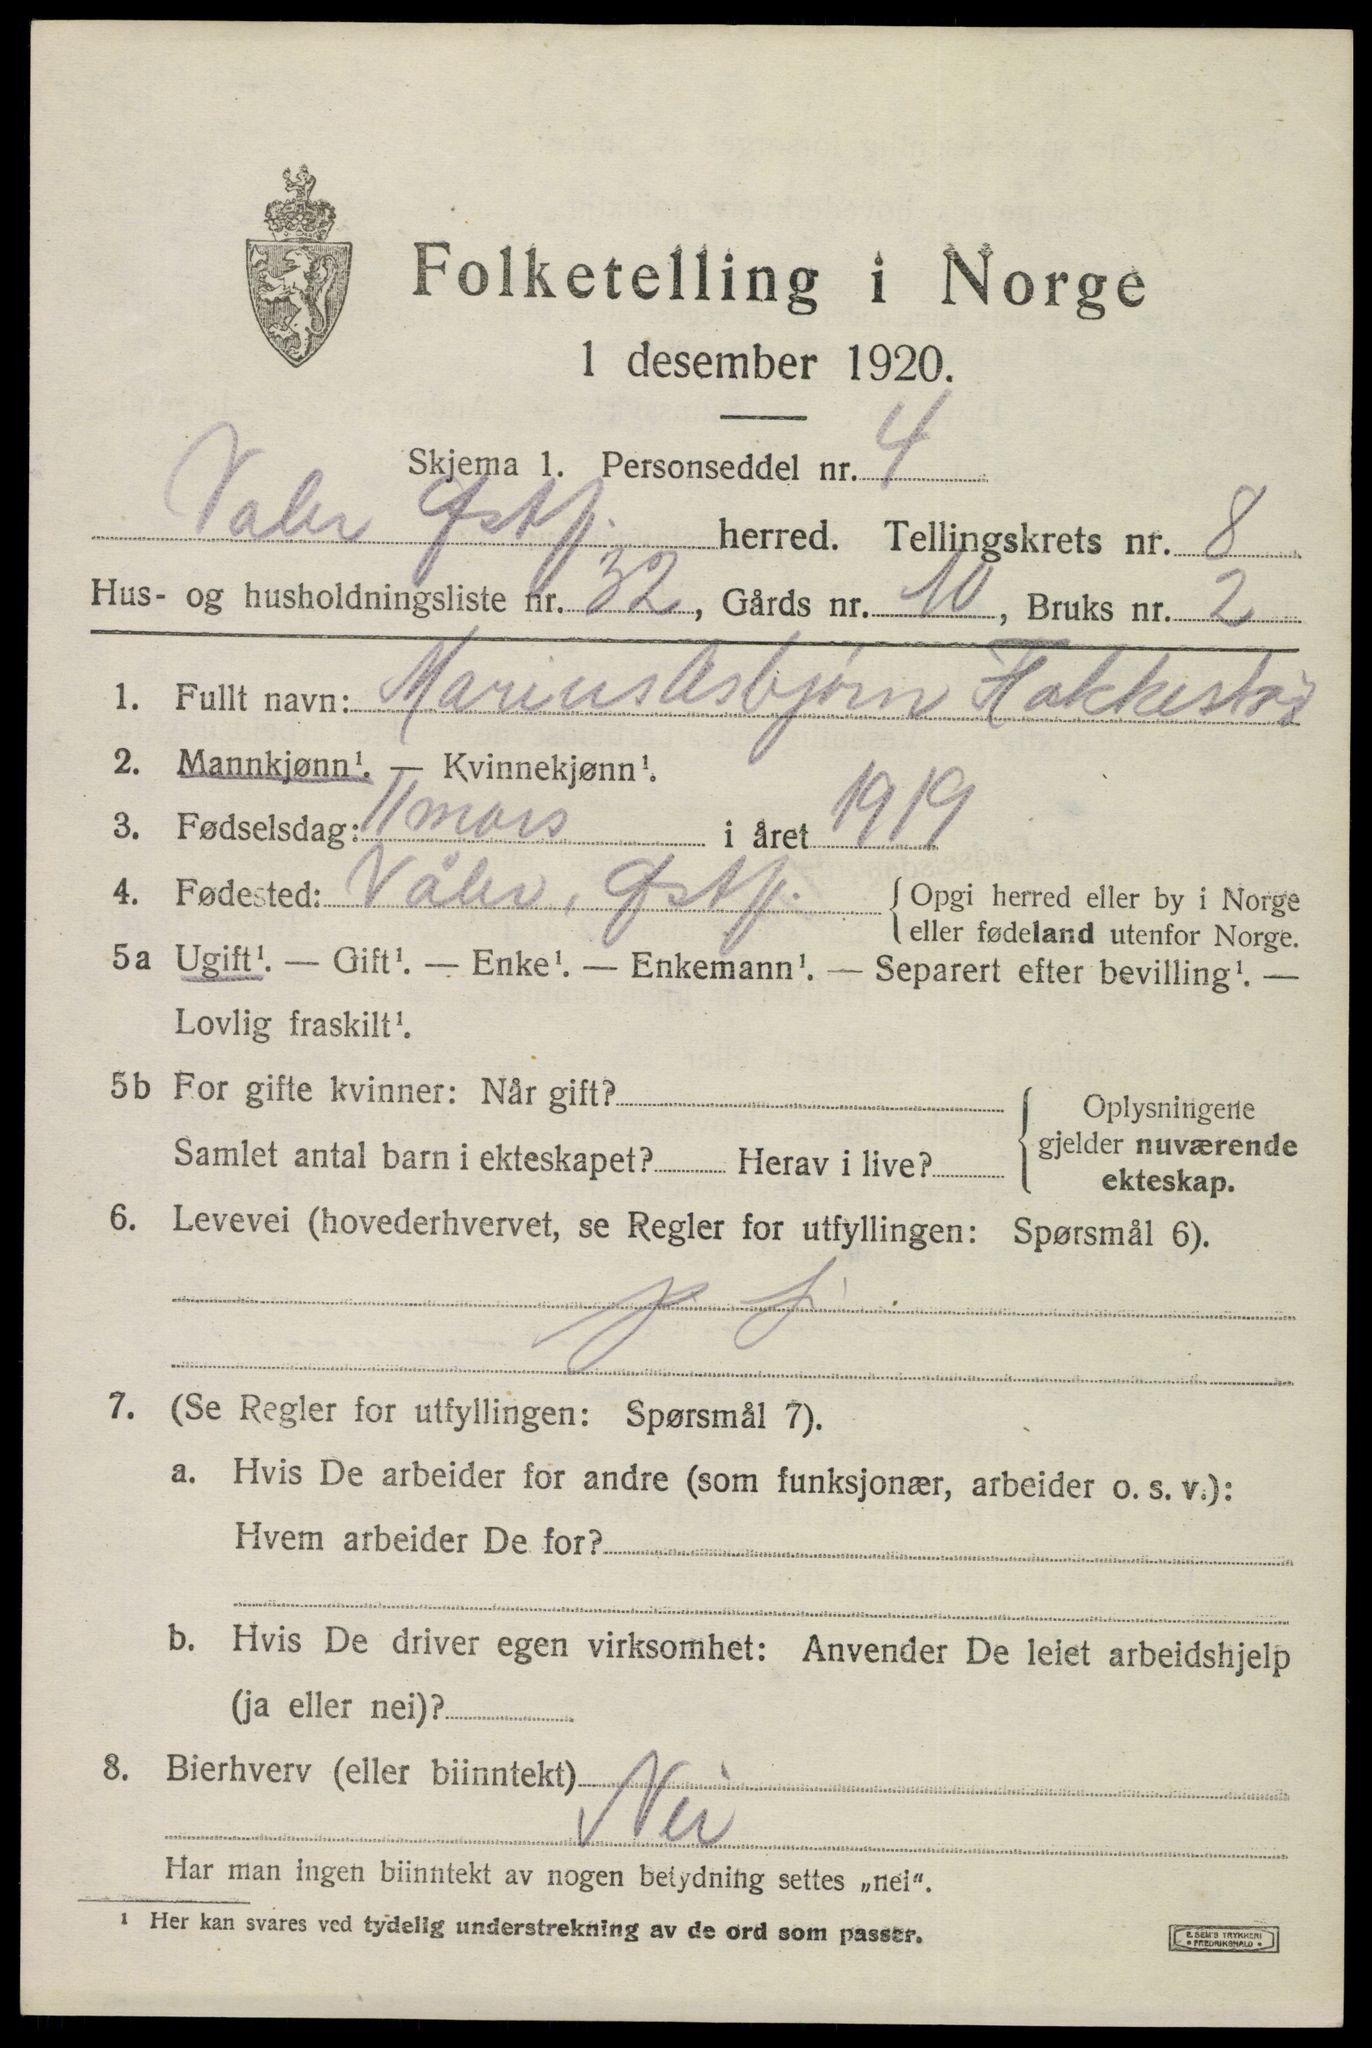 Folketelling i Norge
1 desember 1920.
Skjema 1. Personseddel nr. 4
Våler Østf. herred. Tellingskrets nr. 8
Hus- og husholdningsliste nr. 32, Gårds nr. 10, Bruks nr. 2
1. Fullt navn: Marius Asbjørn
2. Mannkjønn¹. — Kvinnekjønn¹.
3. Fødselsdag: 11 mars i året 1919
4. Fødested: Våler, Østf. { Opgi herred eller by i Norge
eller fødeland utenfor Norge.
5a Ugift¹. — Gift¹. — Enke¹. — Enkemann¹. — Separert efter bevilling¹. —
Lovlig fraskilt¹.
5b For gifte kvinner: Når gift?
Samlet antal barn i ekteskapet? Herav i live?
{ Oplysningene
gjelder nuværende
ekteskap.
6. Levevei (hovederhvervet, se Regler for utfyllingen: Spørsmål 6).
7. (Se Regler for utfyllingen: Spørsmål 7).
a. Hvis De arbeider for andre (som funksjonær, arbeider o. s. v.):
Hvem arbeider De for?
b. Hvis De driver egen virksomhet: Anvender De leiet arbeidshjelp
(ja eller nei)?
8. Bierhverv (eller biinntekt)
Nei
Har man ingen biinntekt av nogen betydning settes „nei".
¹ Her kan svares ved tydelig understrekning av de ord som passer.
E. SEM'S TRYKKERI
• FREDRIKSHALD •